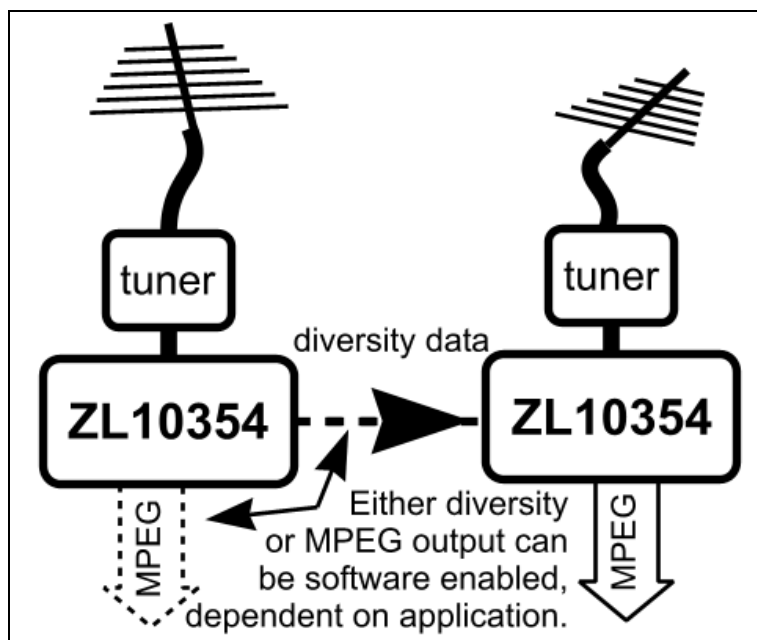 tuner
tuner
diversity data
ZL10354
ZL10354
MPEG
Either diversity
or MPEG output can
be software enabled,
dependent on application.
MPEG